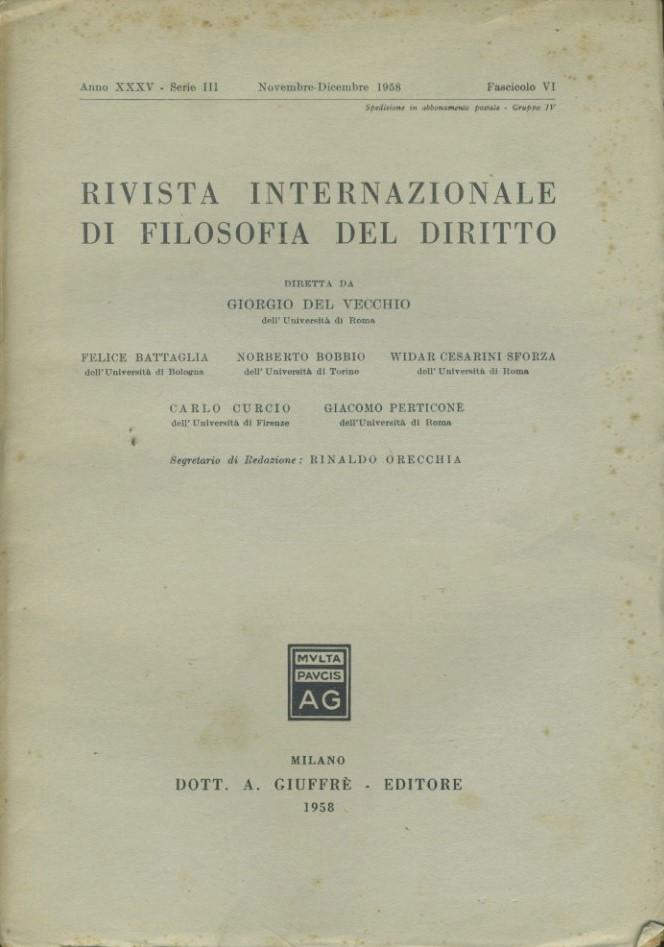 Anno XXXV - Serie III Novembre-Dicembre 1958 Fascicolo VI
Spedizione in abbonamento postale - Gruppo IV
RIVISTA INTERNAZIONALE
DI FILOSOFIA DEL DIRITTO
DIRETTA DA
GIORGIO DEL VECCHIO
dell'Università di Roma
FELICE BATTAGLIA NORBERTO BOBBIO WIDAR CESARINI SFORZA
dell'Università di Bologna dell'Università di Torino dell'Università di Roma
CARLO CURCIO GIACOMO PERTICONE
dell'Università di Firenze dell'Università di Roma
Segretario di Redazione: RINALDO ORECCHIA
MVLTA
PAVCIS
AG
MILANO
DOTT. A. GIUFFRÈ - EDITORE
1958